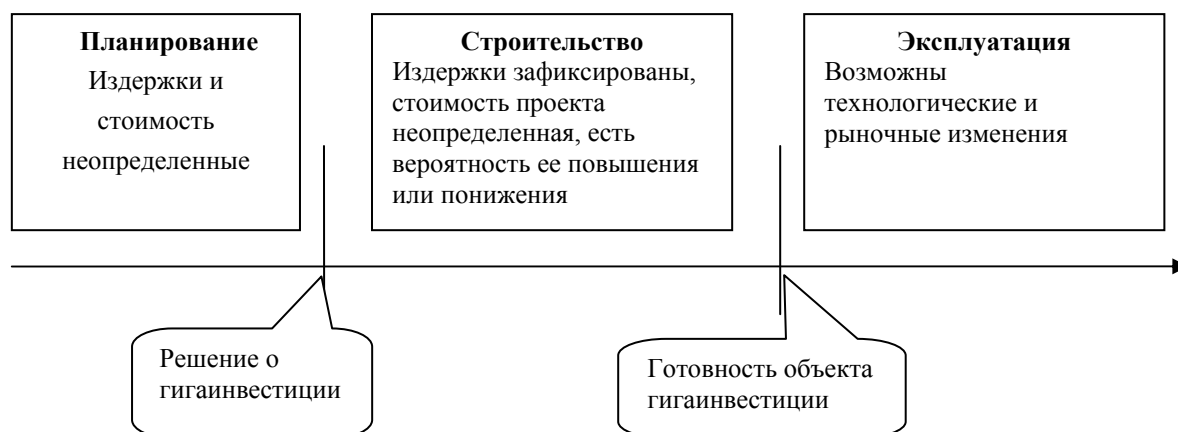 Планирование
Издержки и
стоимость
неопределенные
Строительство
Издержки зафиксированы,
стоимость проекта
неопределенная, есть
вероятность ее повышения
или понижения
Эксплуатация
Возможны
технологические и
рыночные изменения
Решение о
гигаинвестиции
Готовность объекта
гигаинвестиции